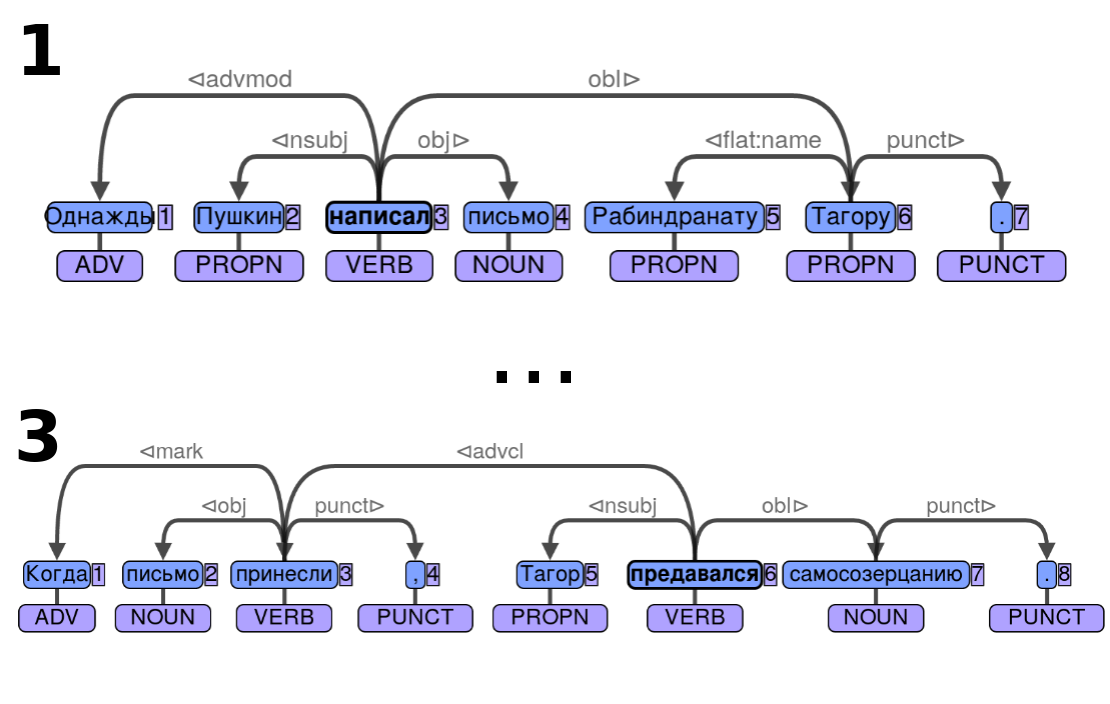 1
◁advmod obl▷
◁nsubj obj▷ ◁flat:name punct▷
Однажды 1 Пушкин 2 написал 3 письмо 4 Рабиндранату 5 Тагору 6 . 7
ADV PROPN VERB NOUN PROPN PROPN PUNCT
...
3
◁mark ◁advcl
◁obj punct▷ ◁nsubj obl▷ punct▷
Когда 1 письмо 2 принесли 3 , 4 Тагор 5 предавался 6 самосозерцанию 7 . 8
ADV NOUN VERB PUNCT PROPN VERB NOUN PUNCT